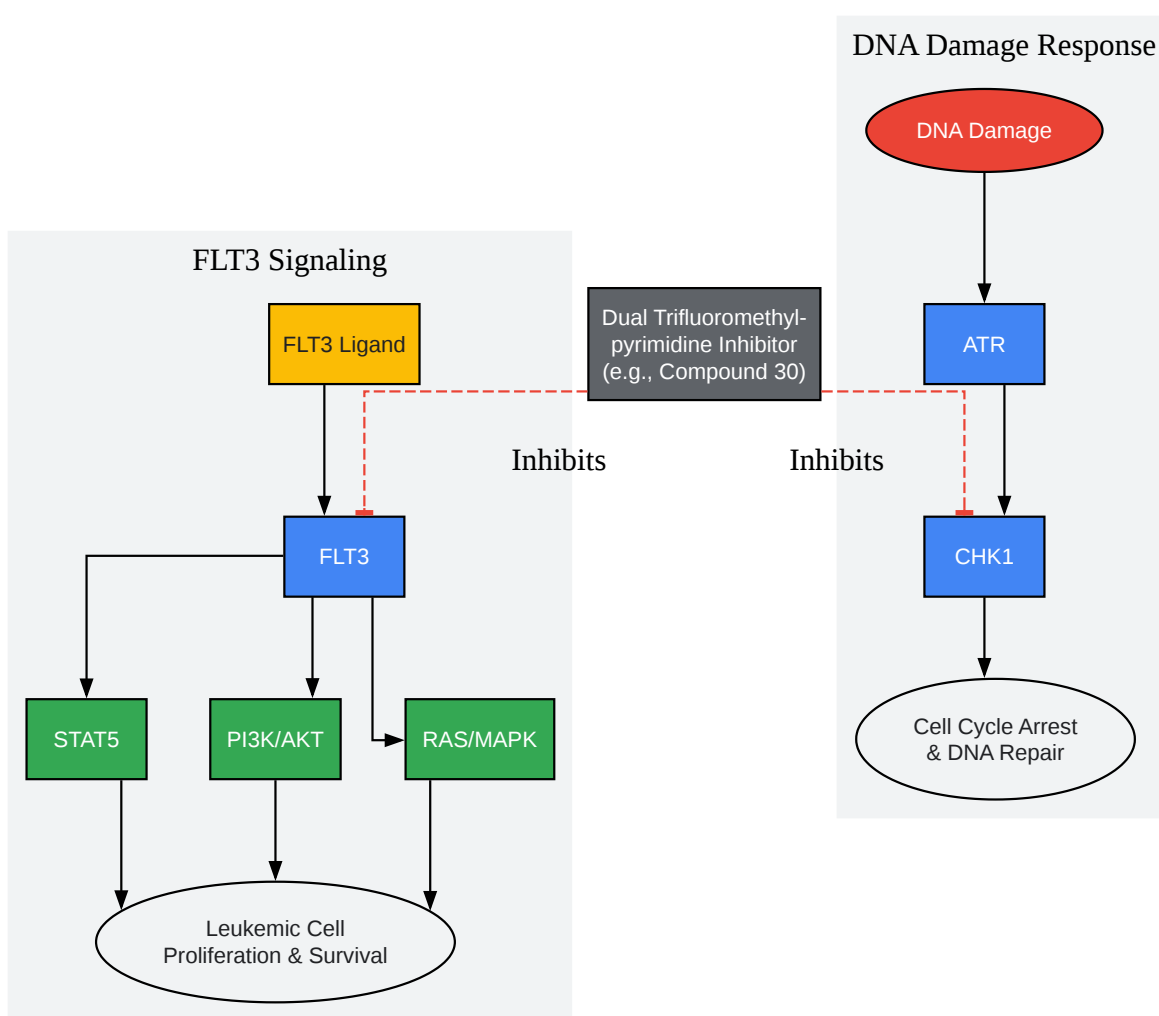 DNA Damage Response
DNA Damage
FLT3 Signaling
FLT3 Ligand
Dual Trifluoromethyl-
pyrimidine Inhibitor
(e.g., Compound 30)
ATR
Inhibits
Inhibits
FLT3
CHK1
STAT5
PI3K/AKT
RAS/MAPK
Cell Cycle Arrest
& DNA Repair
Leukemic Cell
Proliferation & Survival